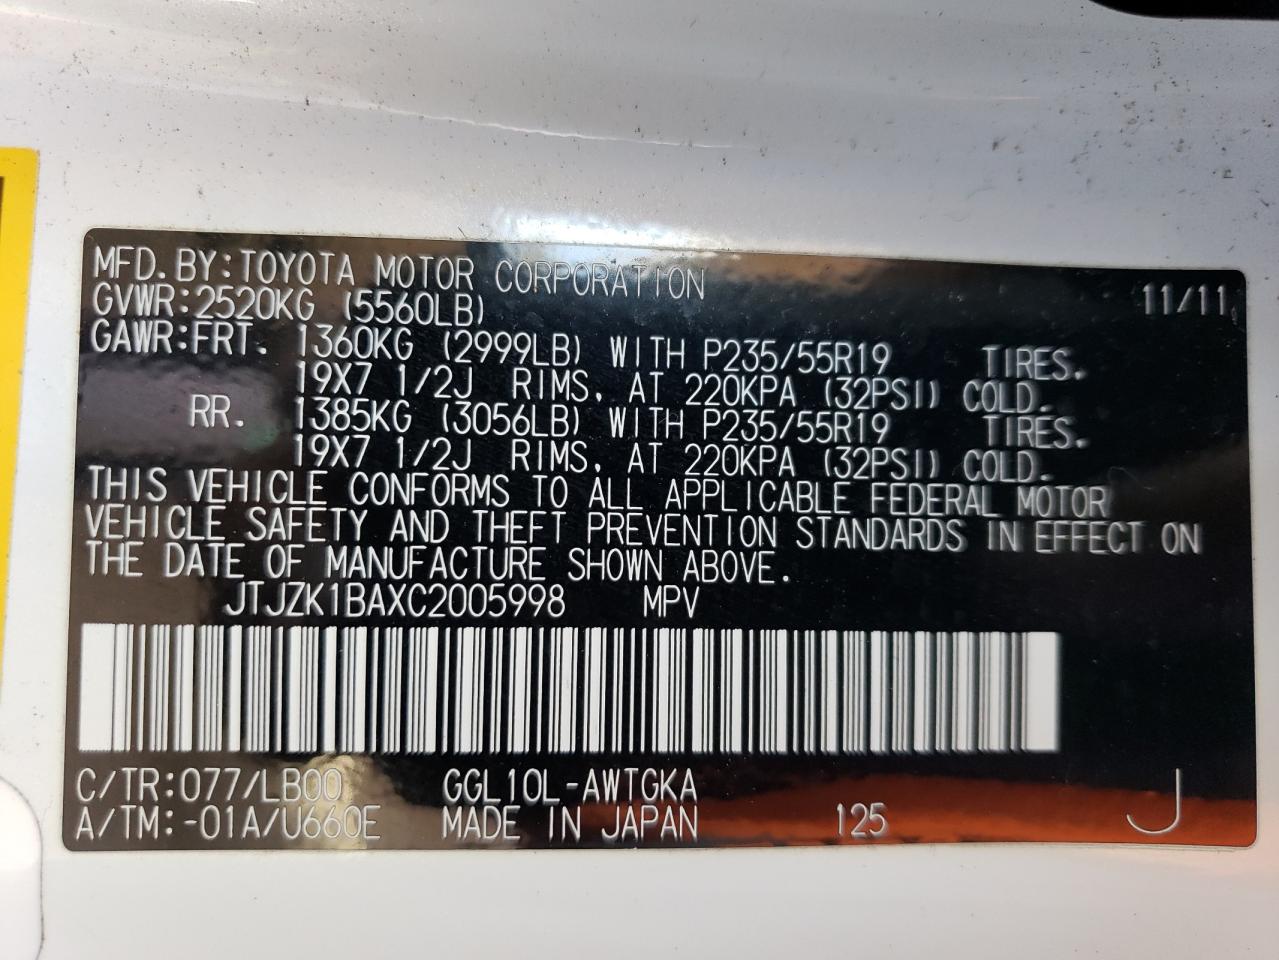 MFD.BY:TOYOTA MOTOR CORPORATION 11/11
GVWR:2520KG (5560LB)
GAWR:FRT. 1360KG (2999LB) WITH P235/55R19 TIRES.
19X7 1/2J RIMS, AT 220KPA (32PSI) COLD.
RR. 1385KG (3056LB) WITH P235/55R19 TIRES.
19X7 1/2J RIMS, AT 220KPA (32PSI) COLD.
THIS VEHICLE CONFORMS TO ALL APPLICABLE FEDERAL MOTOR
VEHICLE SAFETY AND THEFT PREVENTION STANDARDS IN EFFECT ON
THE DATE OF MANUFACTURE SHOWN ABOVE.
JTJZK1BAXC2005998 MPV
C/TR:077/LB00 GGL10L-AWTGKA
A/TM:-01A/U660E MADE IN JAPAN 125 J